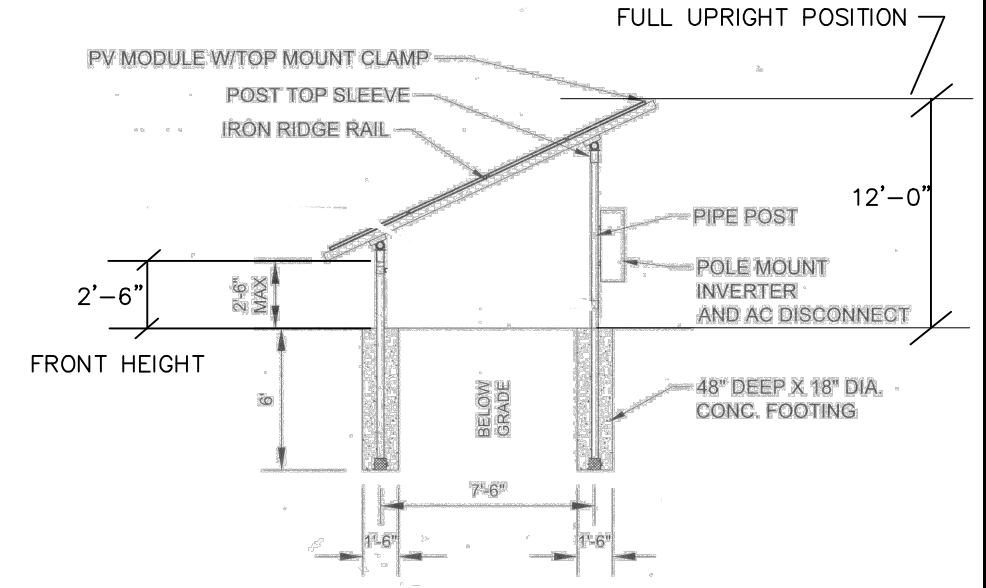 FULL UPRIGHT POSITION
PV MODULE W/TOP MOUNT CLAMP
POST TOP SLEEVE
IRON RIDGE RAIL
12'-0"
PIPE POST
POLE MOUNT
INVERTER
AND AC DISCONNECT
2'-6"
2'-6"
MAX
FRONT HEIGHT
6'
BELOW
GRADE
48" DEEP X 18" DIA.
CONC. FOOTING
7'-6"
1'-6"
1'-6"